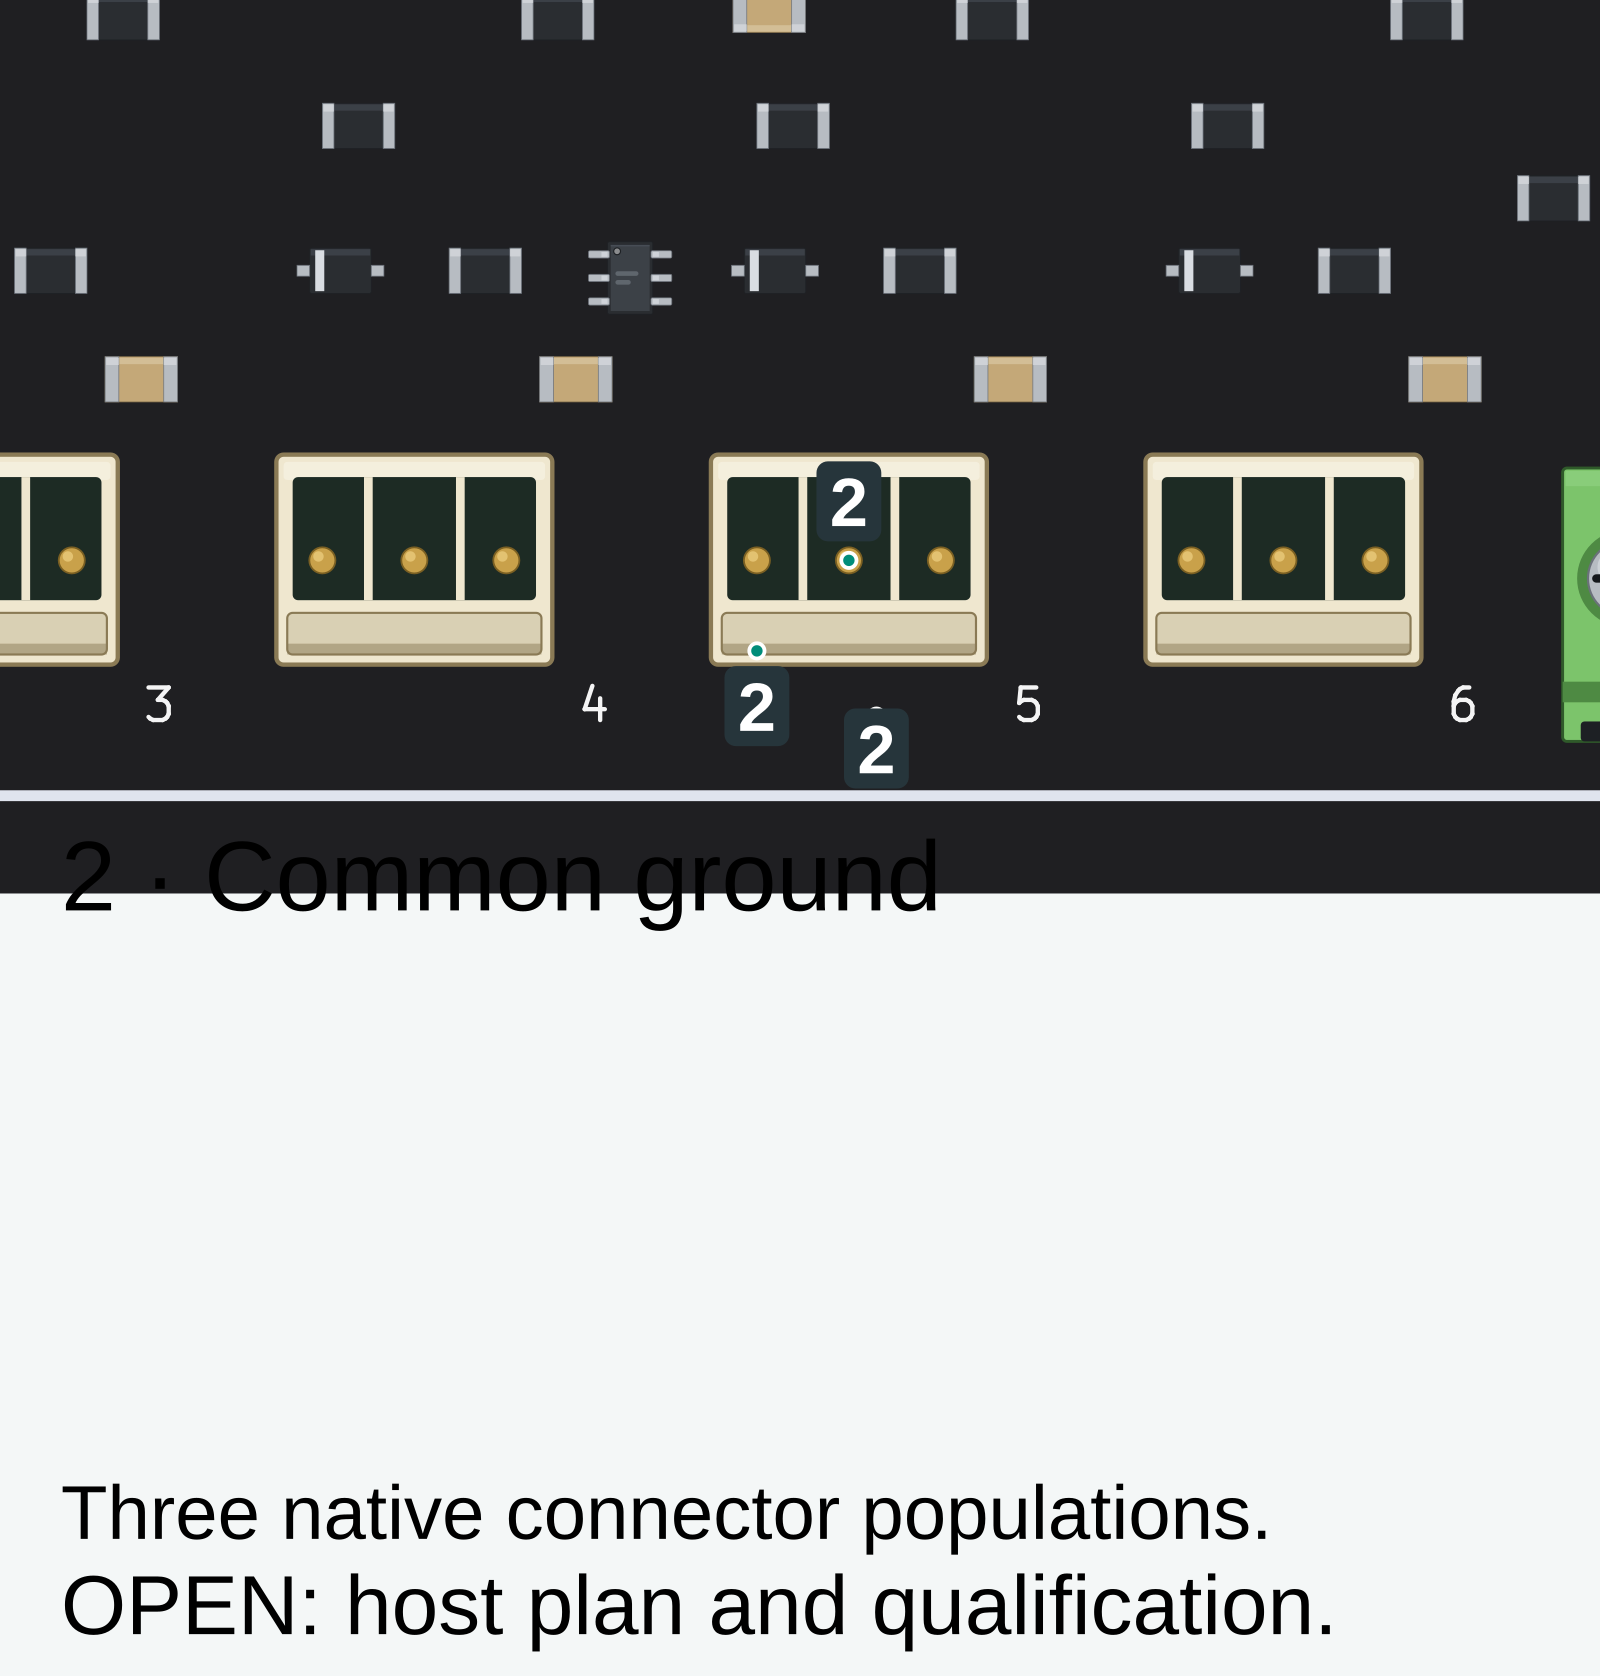 2
2
3 4 5 6
2
2 · Common ground
Three native connector populations.
OPEN: host plan and qualification.